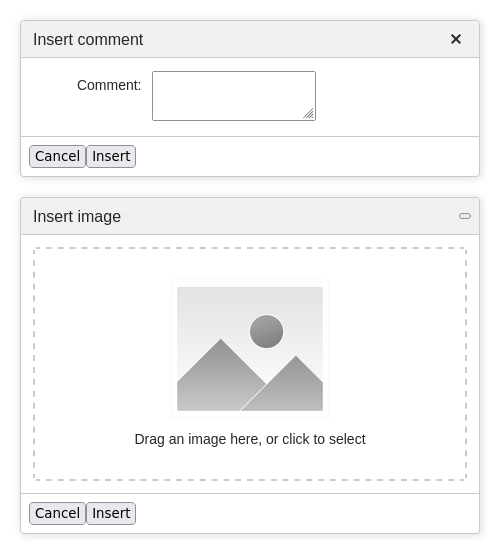 Insert comment
Comment:
Cancel Insert
Insert image
Drag an image here, or click to select
Cancel Insert